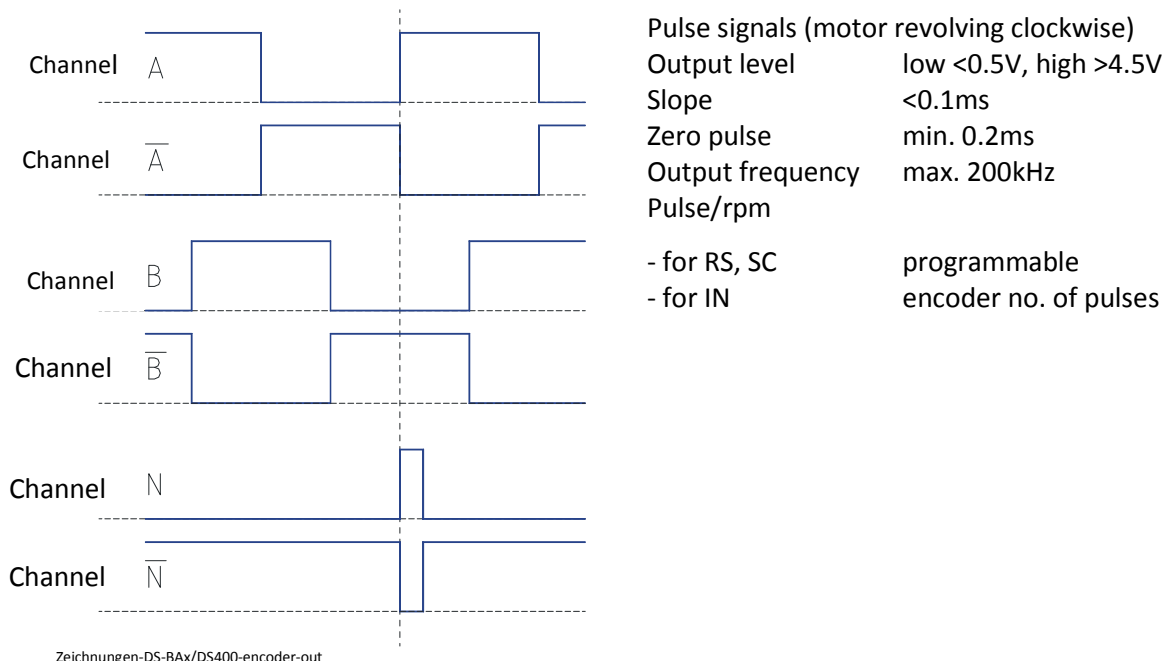 Pulse signals (motor revolving clockwise)
Output level low <0.5V, high >4.5V
Slope <0.1ms
Zero pulse min. 0.2ms
Output frequency max. 200kHz
Pulse/rpm
- for RS, SC programmable
- for IN encoder no. of pulses
Channel A
Channel A̅
Channel B
Channel B̅
Channel N
Channel N̅
Zeichnungen-DS-BAx/DS400-encoder-out